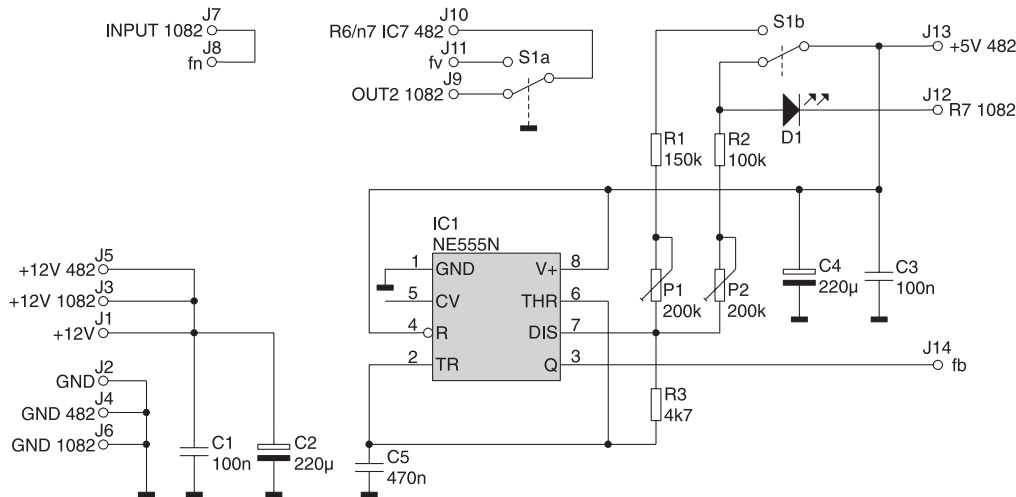 J7
INPUT 1082
J8
fn
J10
R6/n7 IC7 482
J11
fv
S1a
J9
OUT2 1082
S1b
J13
+5V 482
J12
R7 1082
D1
R1
150k
R2
100k
IC1
NE555N
1 GND V+ 8
5 CV THR 6
4 R DIS 7
2 TR Q 3
P1
200k
P2
200k
C4
220µ
C3
100n
J14
fb
R3
4k7
C5
470n
J5
+12V 482
J3
+12V 1082
J1
+12V
J2
GND
J4
GND 482
J6
GND 1082
C1
100n
C2
220µ